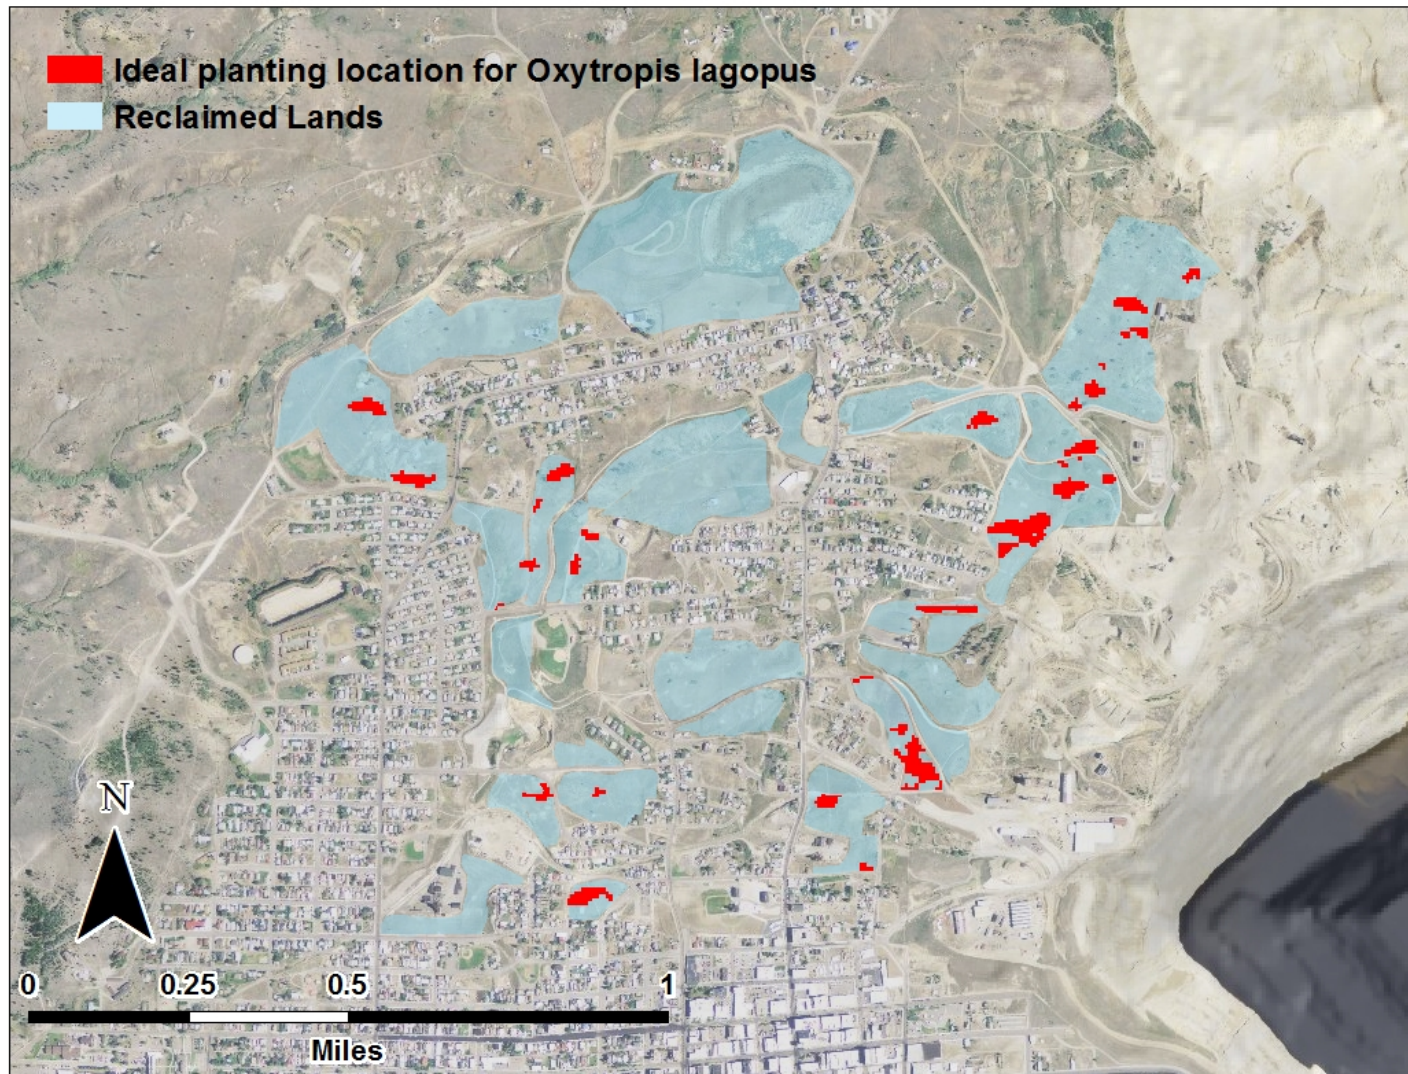 Ideal planting location for Oxytropis lagopus
Reclaimed Lands
N
0 0.25 0.5 1
Miles